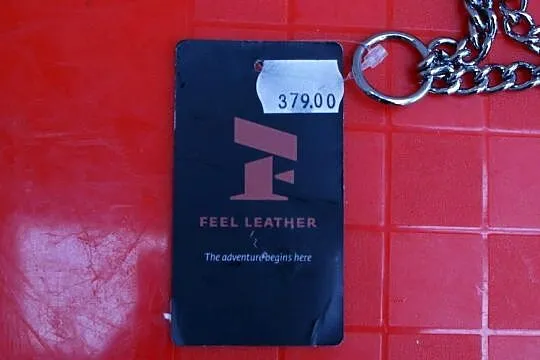 379.00
FEEL LEATHER
The adventure begins here